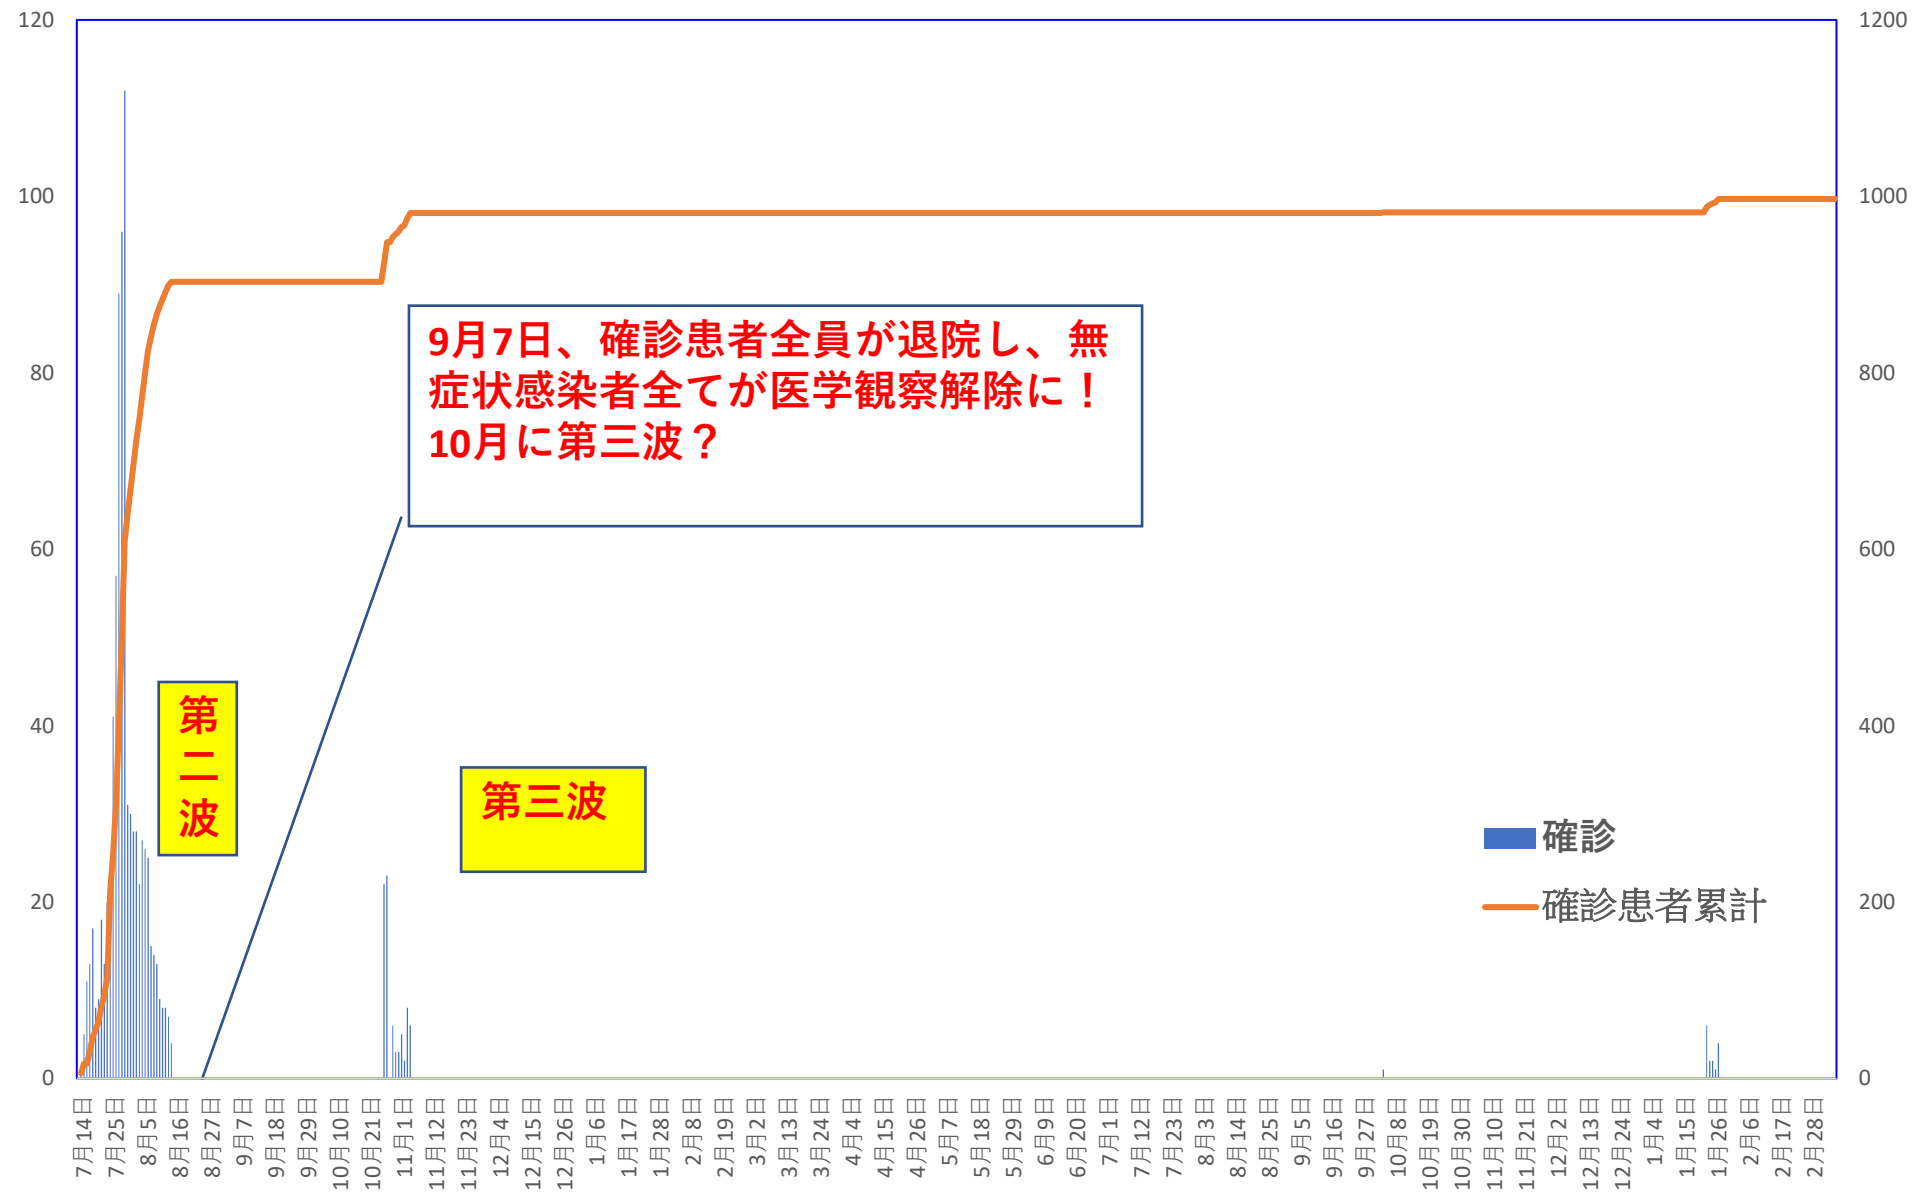 120
100
80
60
40
20
0
1200
1000
800
600
400
200
0
9月7日、確診患者全員が退院し、無
症状感染者全てが医学観察解除に！
10月に第三波？
第
二
波
第三波
確診
確診患者累計
7月14日
7月25日
8月5日
8月16日
8月27日
9月7日
9月18日
9月29日
10月10日
10月21日
11月1日
11月12日
11月23日
12月4日
12月15日
12月26日
1月6日
1月17日
1月28日
2月8日
2月19日
3月2日
3月13日
3月24日
4月4日
4月15日
4月26日
5月7日
5月18日
5月29日
6月9日
6月20日
7月1日
7月12日
7月23日
8月3日
8月14日
8月25日
9月5日
9月16日
9月27日
10月8日
10月19日
10月30日
11月10日
11月21日
12月2日
12月13日
12月24日
1月4日
1月15日
1月26日
2月6日
2月17日
2月28日